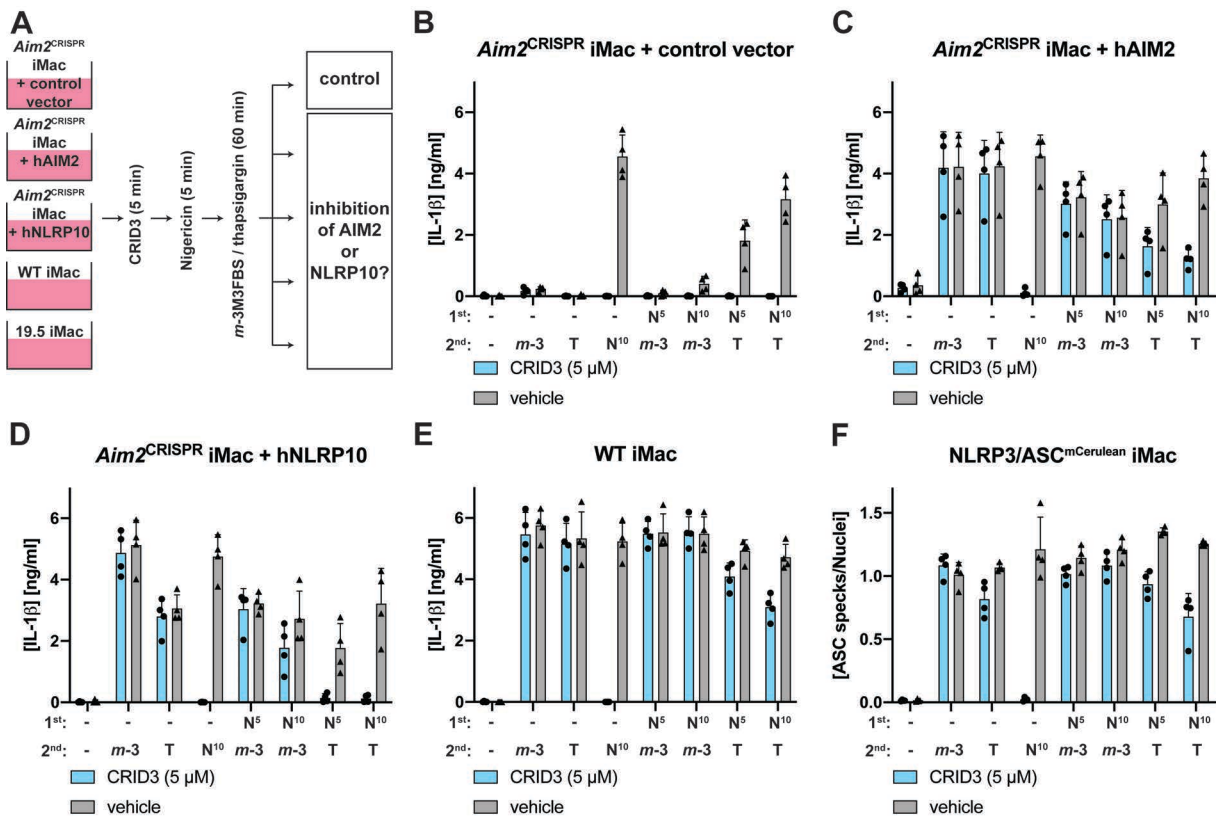 A
Aim2CRISPR
iMac
+ control
vector
Aim2CRISPR
iMac
+ hAIM2
Aim2CRISPR
iMac
+ hNLRP10
WT iMac
19.5 iMac
CRID3 (5 min)
Nigericin (5 min)
m-3M3FBS / thapsigargin (60 min)
control
inhibition
of AIM2
or
NLRP10?
B
Aim2CRISPR iMac + control vector
[IL-1β] [ng/ml]
6
4
2
0
1st: - - - - N5 N10 N5 N10
2nd: - m-3 T N10 m-3 m-3 T T
CRID3 (5 µM)
vehicle
C
Aim2CRISPR iMac + hAIM2
[IL-1β] [ng/ml]
6
4
2
0
1st: - - - - N5 N10 N5 N10
2nd: - m-3 T N10 m-3 m-3 T T
CRID3 (5 µM)
vehicle
D
Aim2CRISPR iMac + hNLRP10
[IL-1β] [ng/ml]
6
4
2
0
1st: - - - - N5 N10 N5 N10
2nd: - m-3 T N10 m-3 m-3 T T
CRID3 (5 µM)
vehicle
E
WT iMac
[IL-1β] [ng/ml]
6
4
2
0
1st: - - - - N5 N10 N5 N10
2nd: - m-3 T N10 m-3 m-3 T T
CRID3 (5 µM)
vehicle
F
NLRP3/ASCmCerulean iMac
[ASC specks/Nuclei]
1.5
1.0
0.5
0.0
1st: - - - - N5 N10 N5 N10
2nd: - m-3 T N10 m-3 m-3 T T
CRID3 (5 µM)
vehicle